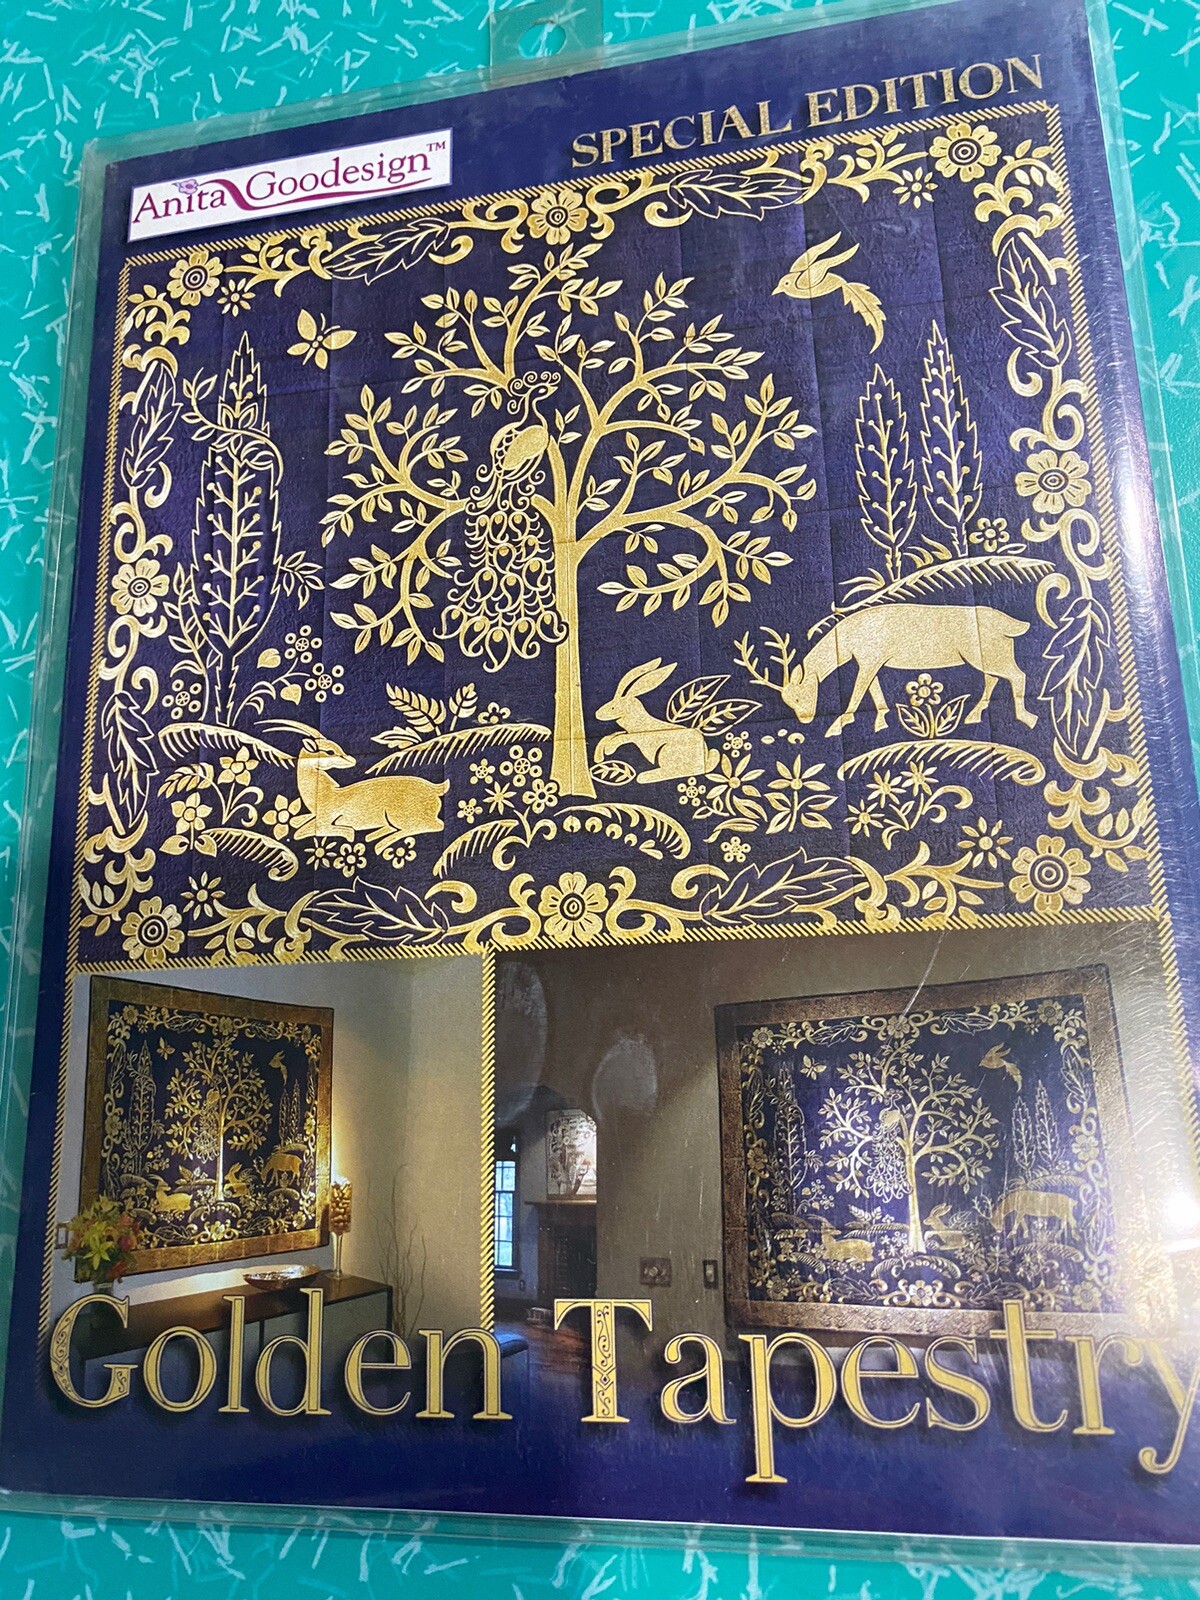 SPECIAL EDITION
Anita Goodesign™
Golden Tapestry